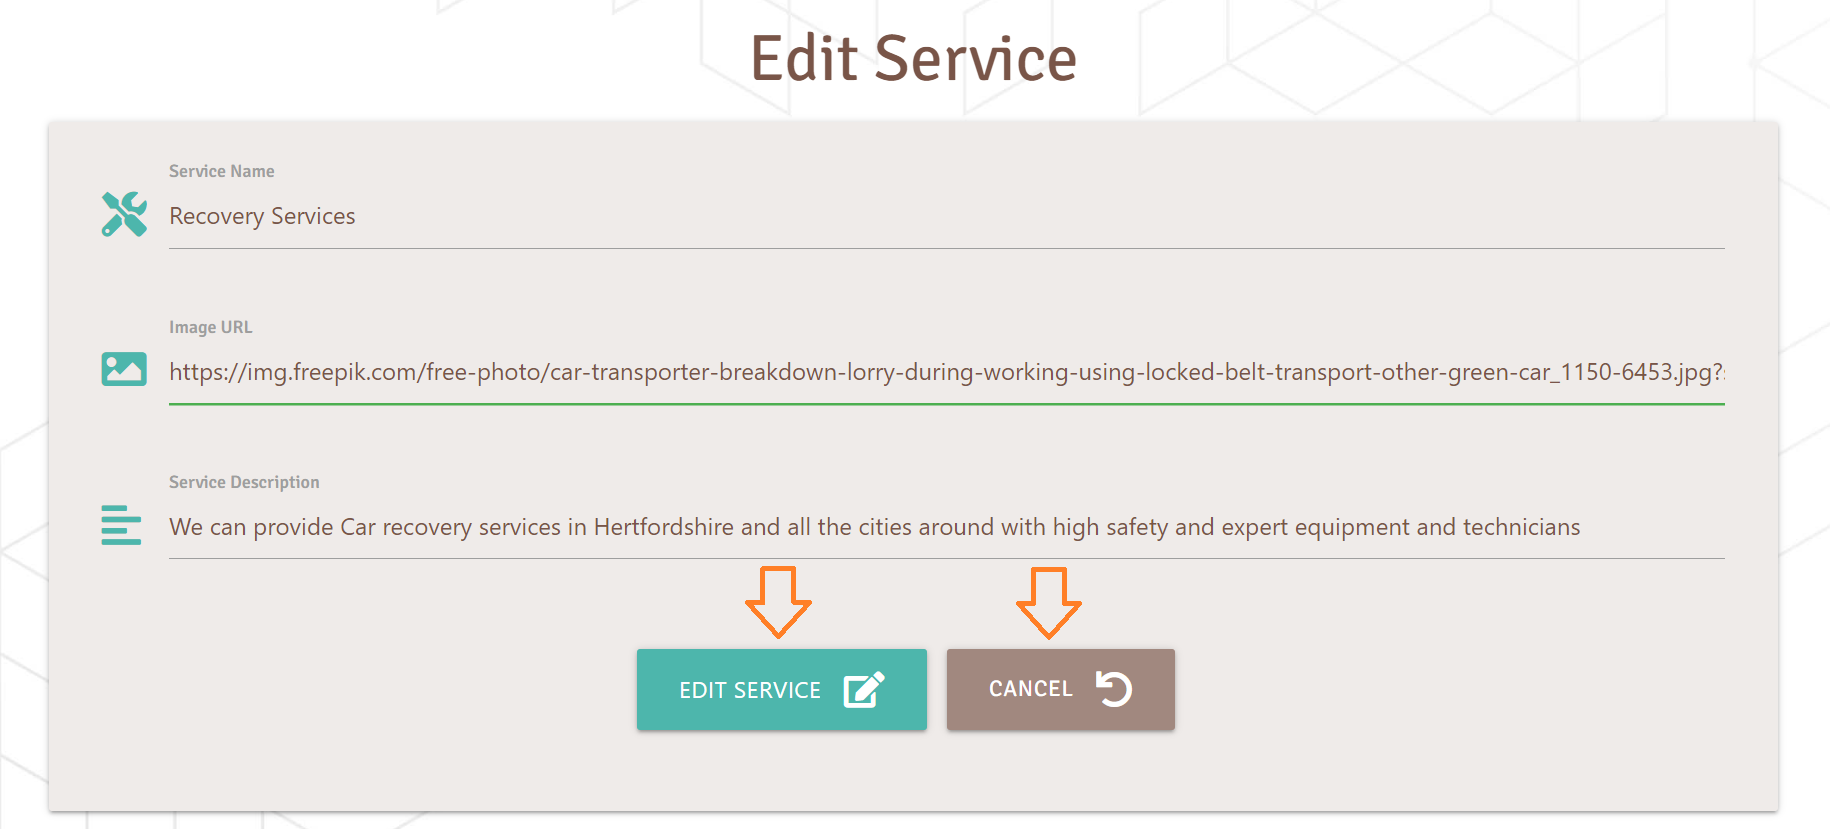 Edit Service
Service Name
Recovery Services
Image URL
https://img.freepik.com/free-photo/car-transporter-breakdown-lorry-during-working-using-locked-belt-transport-other-green-car_1150-6453.jpg?
Service Description
We can provide Car recovery services in Hertfordshire and all the cities around with high safety and expert equipment and technicians
EDIT SERVICE
CANCEL